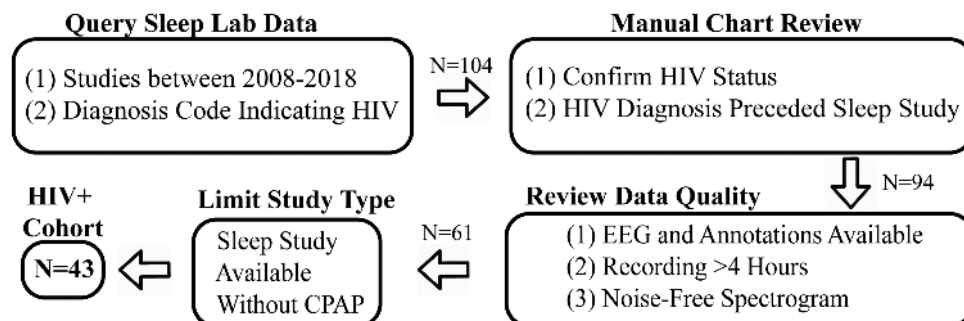 Query Sleep Lab Data
(1) Studies between 2008-2018
(2) Diagnosis Code Indicating HIV
N=104
Manual Chart Review
(1) Confirm HIV Status
(2) HIV Diagnosis Preceded Sleep Study
N=94
Review Data Quality
(1) EEG and Annotations Available
(2) Recording >4 Hours
(3) Noise-Free Spectrogram
N=61
Limit Study Type
Sleep Study
Available
Without CPAP
HIV+
Cohort
N=43